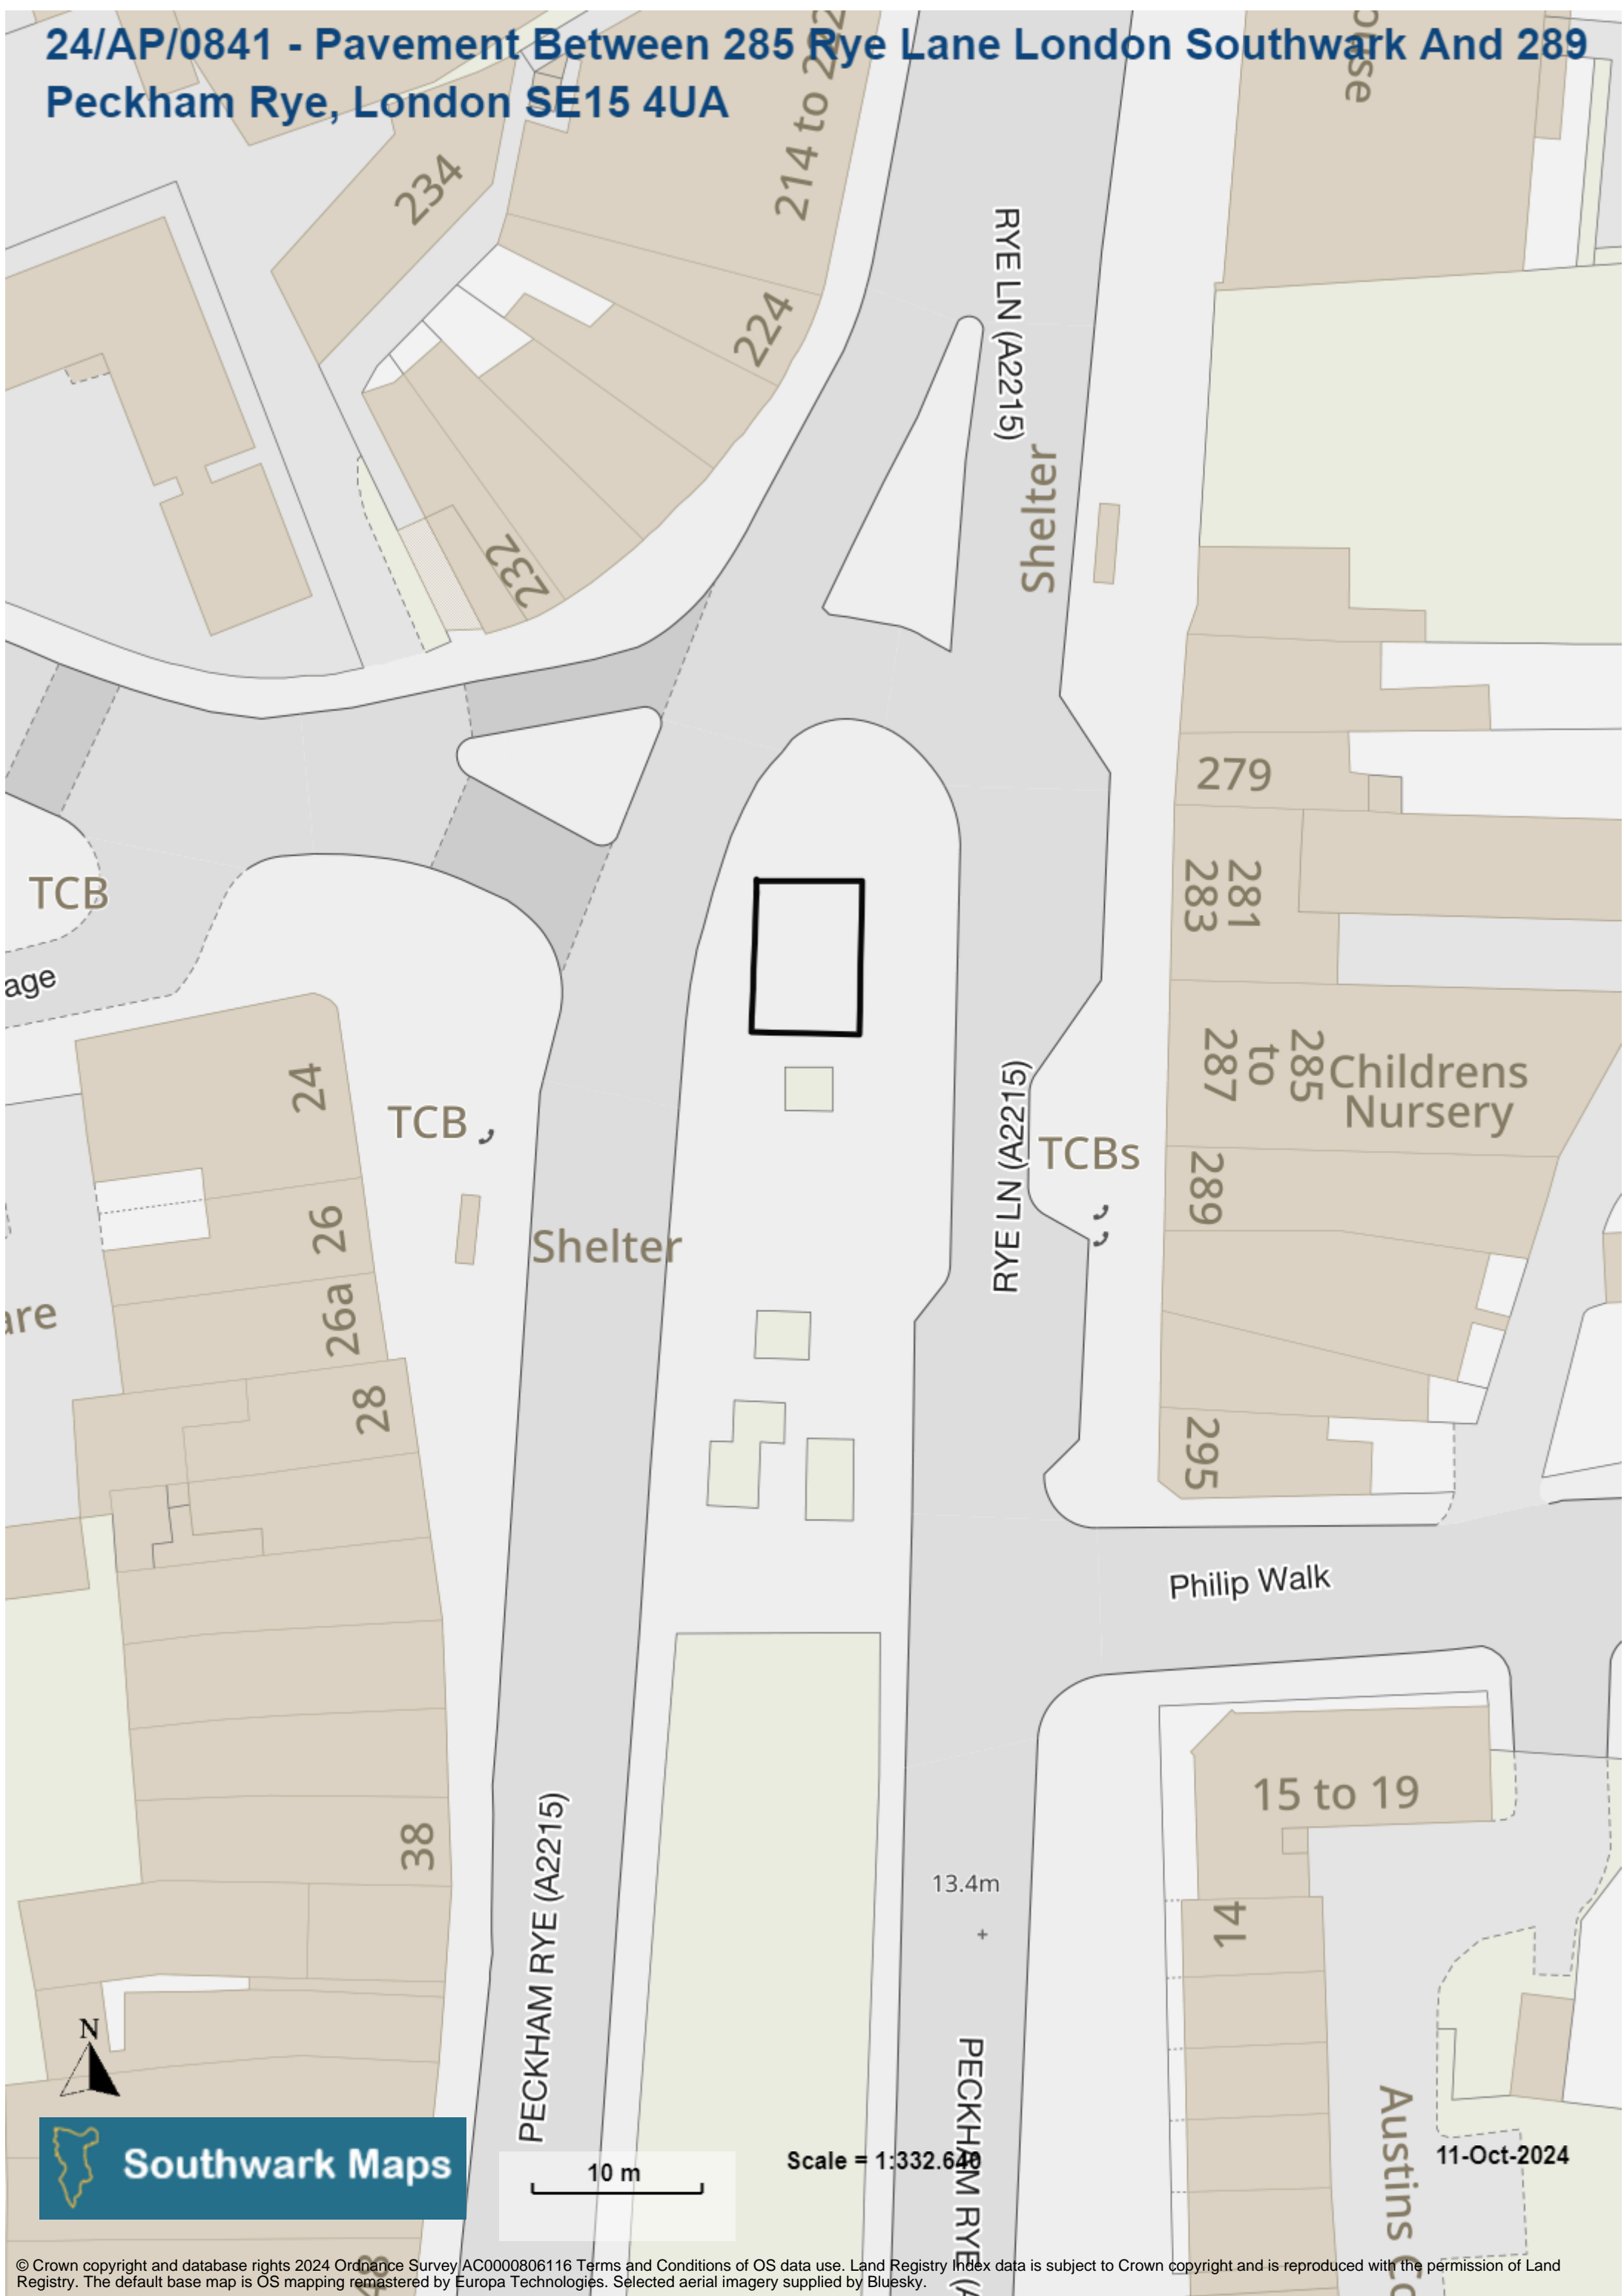 24/AP/0841 - Pavement Between 285 Rye Lane London Southwark And 289
Peckham Rye, London SE15 4UA
ouse
214 to 222
234
RYE LN (A2215)
224
Shelter
232
279
281
283
TCB
age
24
285
to
287
Childrens
Nursery
TCB
RYE LN (A2215)
TCBs
289
26
Shelter
26a
are
28
295
Philip Walk
15 to 19
38
PECKHAM RYE (A2215)
13.4m
14
N
PECKHAM RYE (A
Austins Co
Southwark Maps
10 m
Scale = 1:332.640
11-Oct-2024
48
© Crown copyright and database rights 2024 Ordnance Survey AC0000806116 Terms and Conditions of OS data use. Land Registry Index data is subject to Crown copyright and is reproduced with the permission of Land
Registry. The default base map is OS mapping remastered by Europa Technologies. Selected aerial imagery supplied by Bluesky.